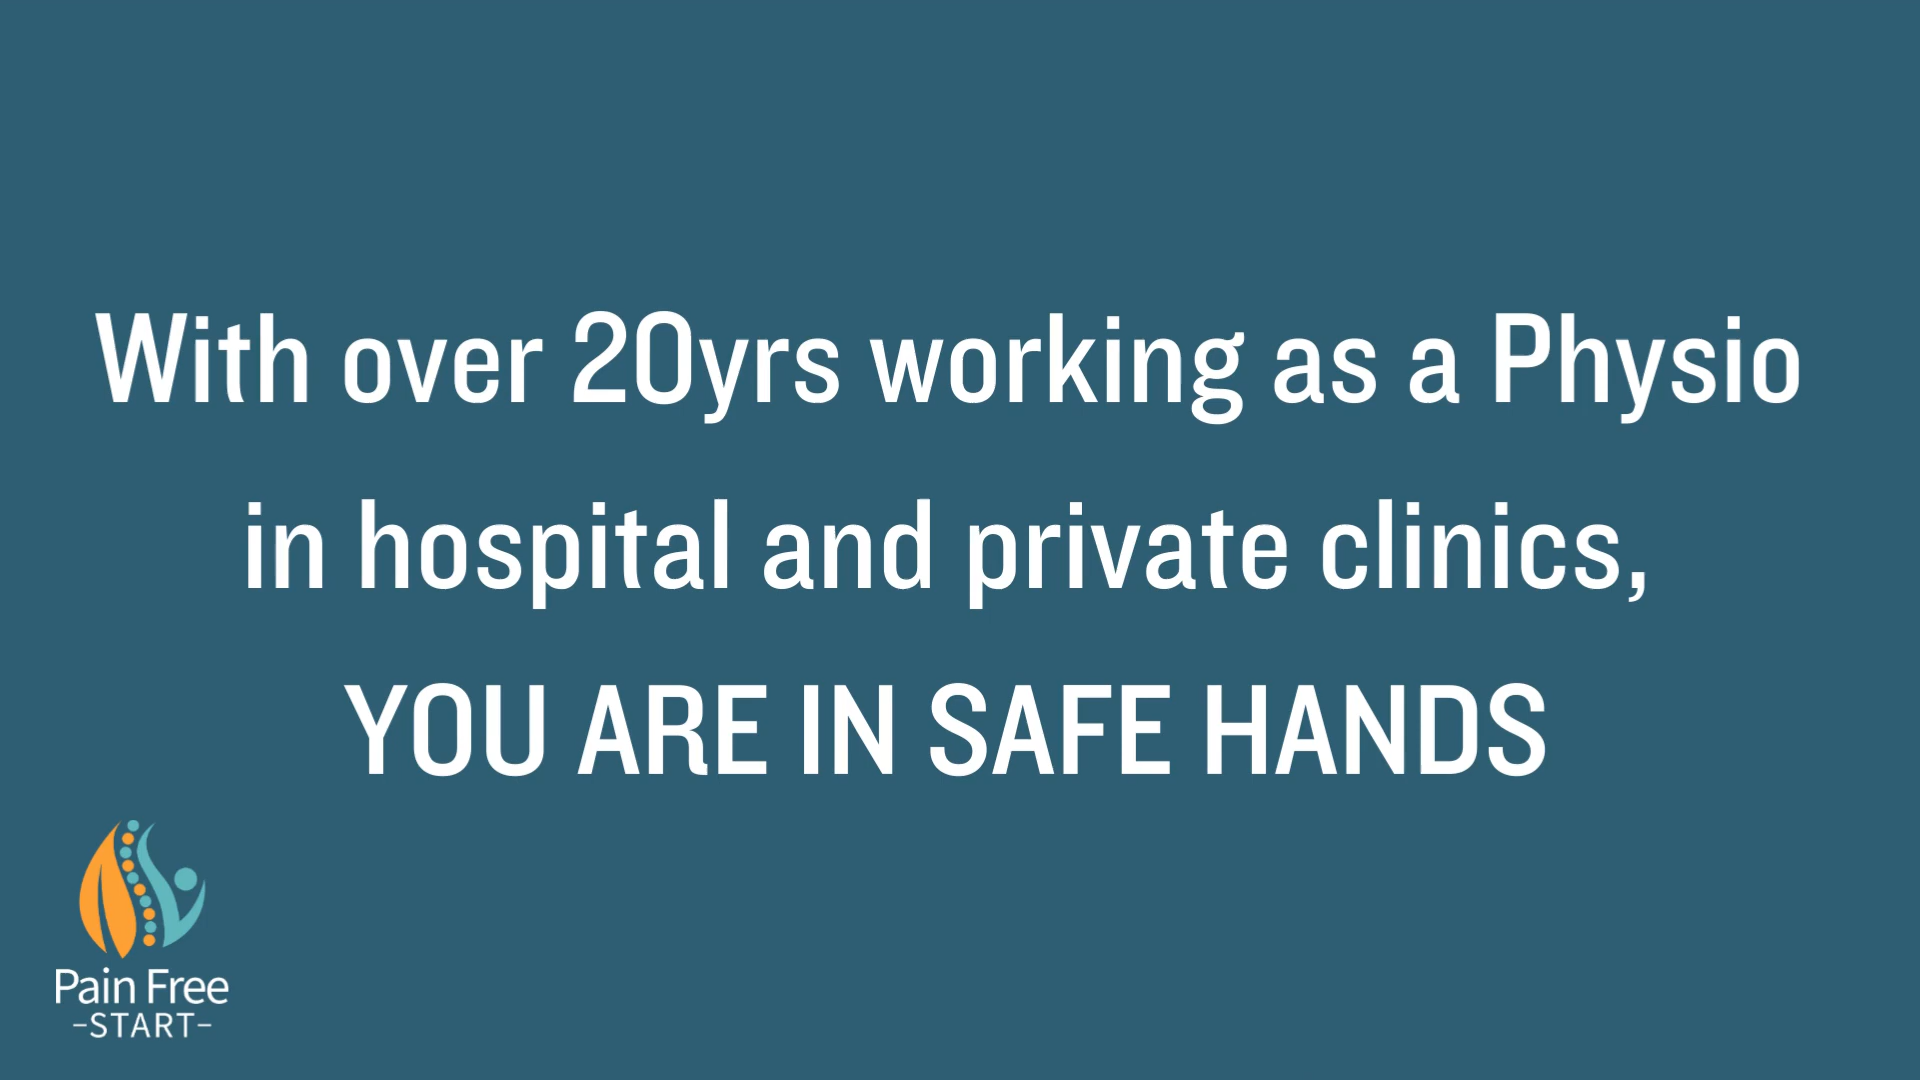 With over 20yrs working as a Physio
in hospital and private clinics,
YOU ARE IN SAFE HANDS
Pain Free
-START-